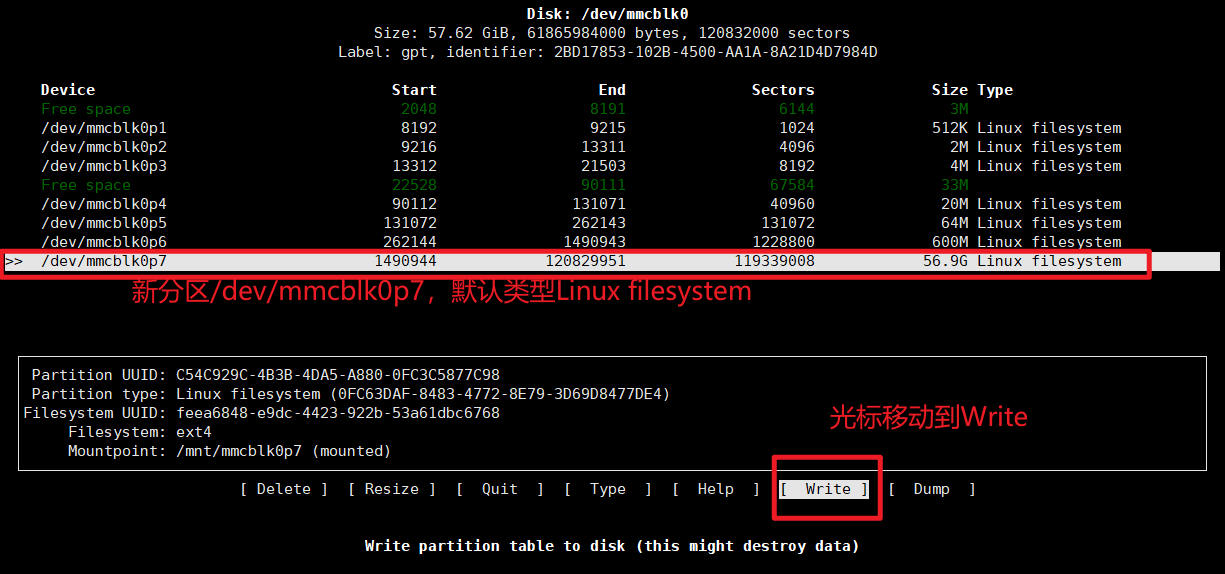 Disk: /dev/mmcblk0
Size: 57.62 GiB, 61865984000 bytes, 120832000 sectors
Label: gpt, identifier: 2BD17853-102B-4500-AA1A-8A21D4D7984D
Device Start End Sectors Size Type
Free space 2048 8191 6144 3M
/dev/mmcblk0p1 8192 9215 1024 512K Linux filesystem
/dev/mmcblk0p2 9216 13311 4096 2M Linux filesystem
/dev/mmcblk0p3 13312 21503 8192 4M Linux filesystem
Free space 22528 90111 67584 33M
/dev/mmcblk0p4 90112 131071 40960 20M Linux filesystem
/dev/mmcblk0p5 131072 262143 131072 64M Linux filesystem
/dev/mmcblk0p6 262144 1490943 1228800 600M Linux filesystem
>> /dev/mmcblk0p7 1490944 120829951 119339008 56.9G Linux filesystem
新分区/dev/mmcblk0p7，默认类型Linux filesystem
Partition UUID: C54C929C-4B3B-4DA5-A880-0FC3C5877C98
Partition type: Linux filesystem (0FC63DAF-8483-4772-8E79-3D69D8477DE4)
Filesystem UUID: feea6848-e9dc-4423-922b-53a61dbc6768
Filesystem: ext4
Mountpoint: /mnt/mmcblk0p7 (mounted)
光标移动到Write
[ Delete ] [ Resize ] [ Quit ] [ Type ] [ Help ] [ Write ] [ Dump ]
Write partition table to disk (this might destroy data)